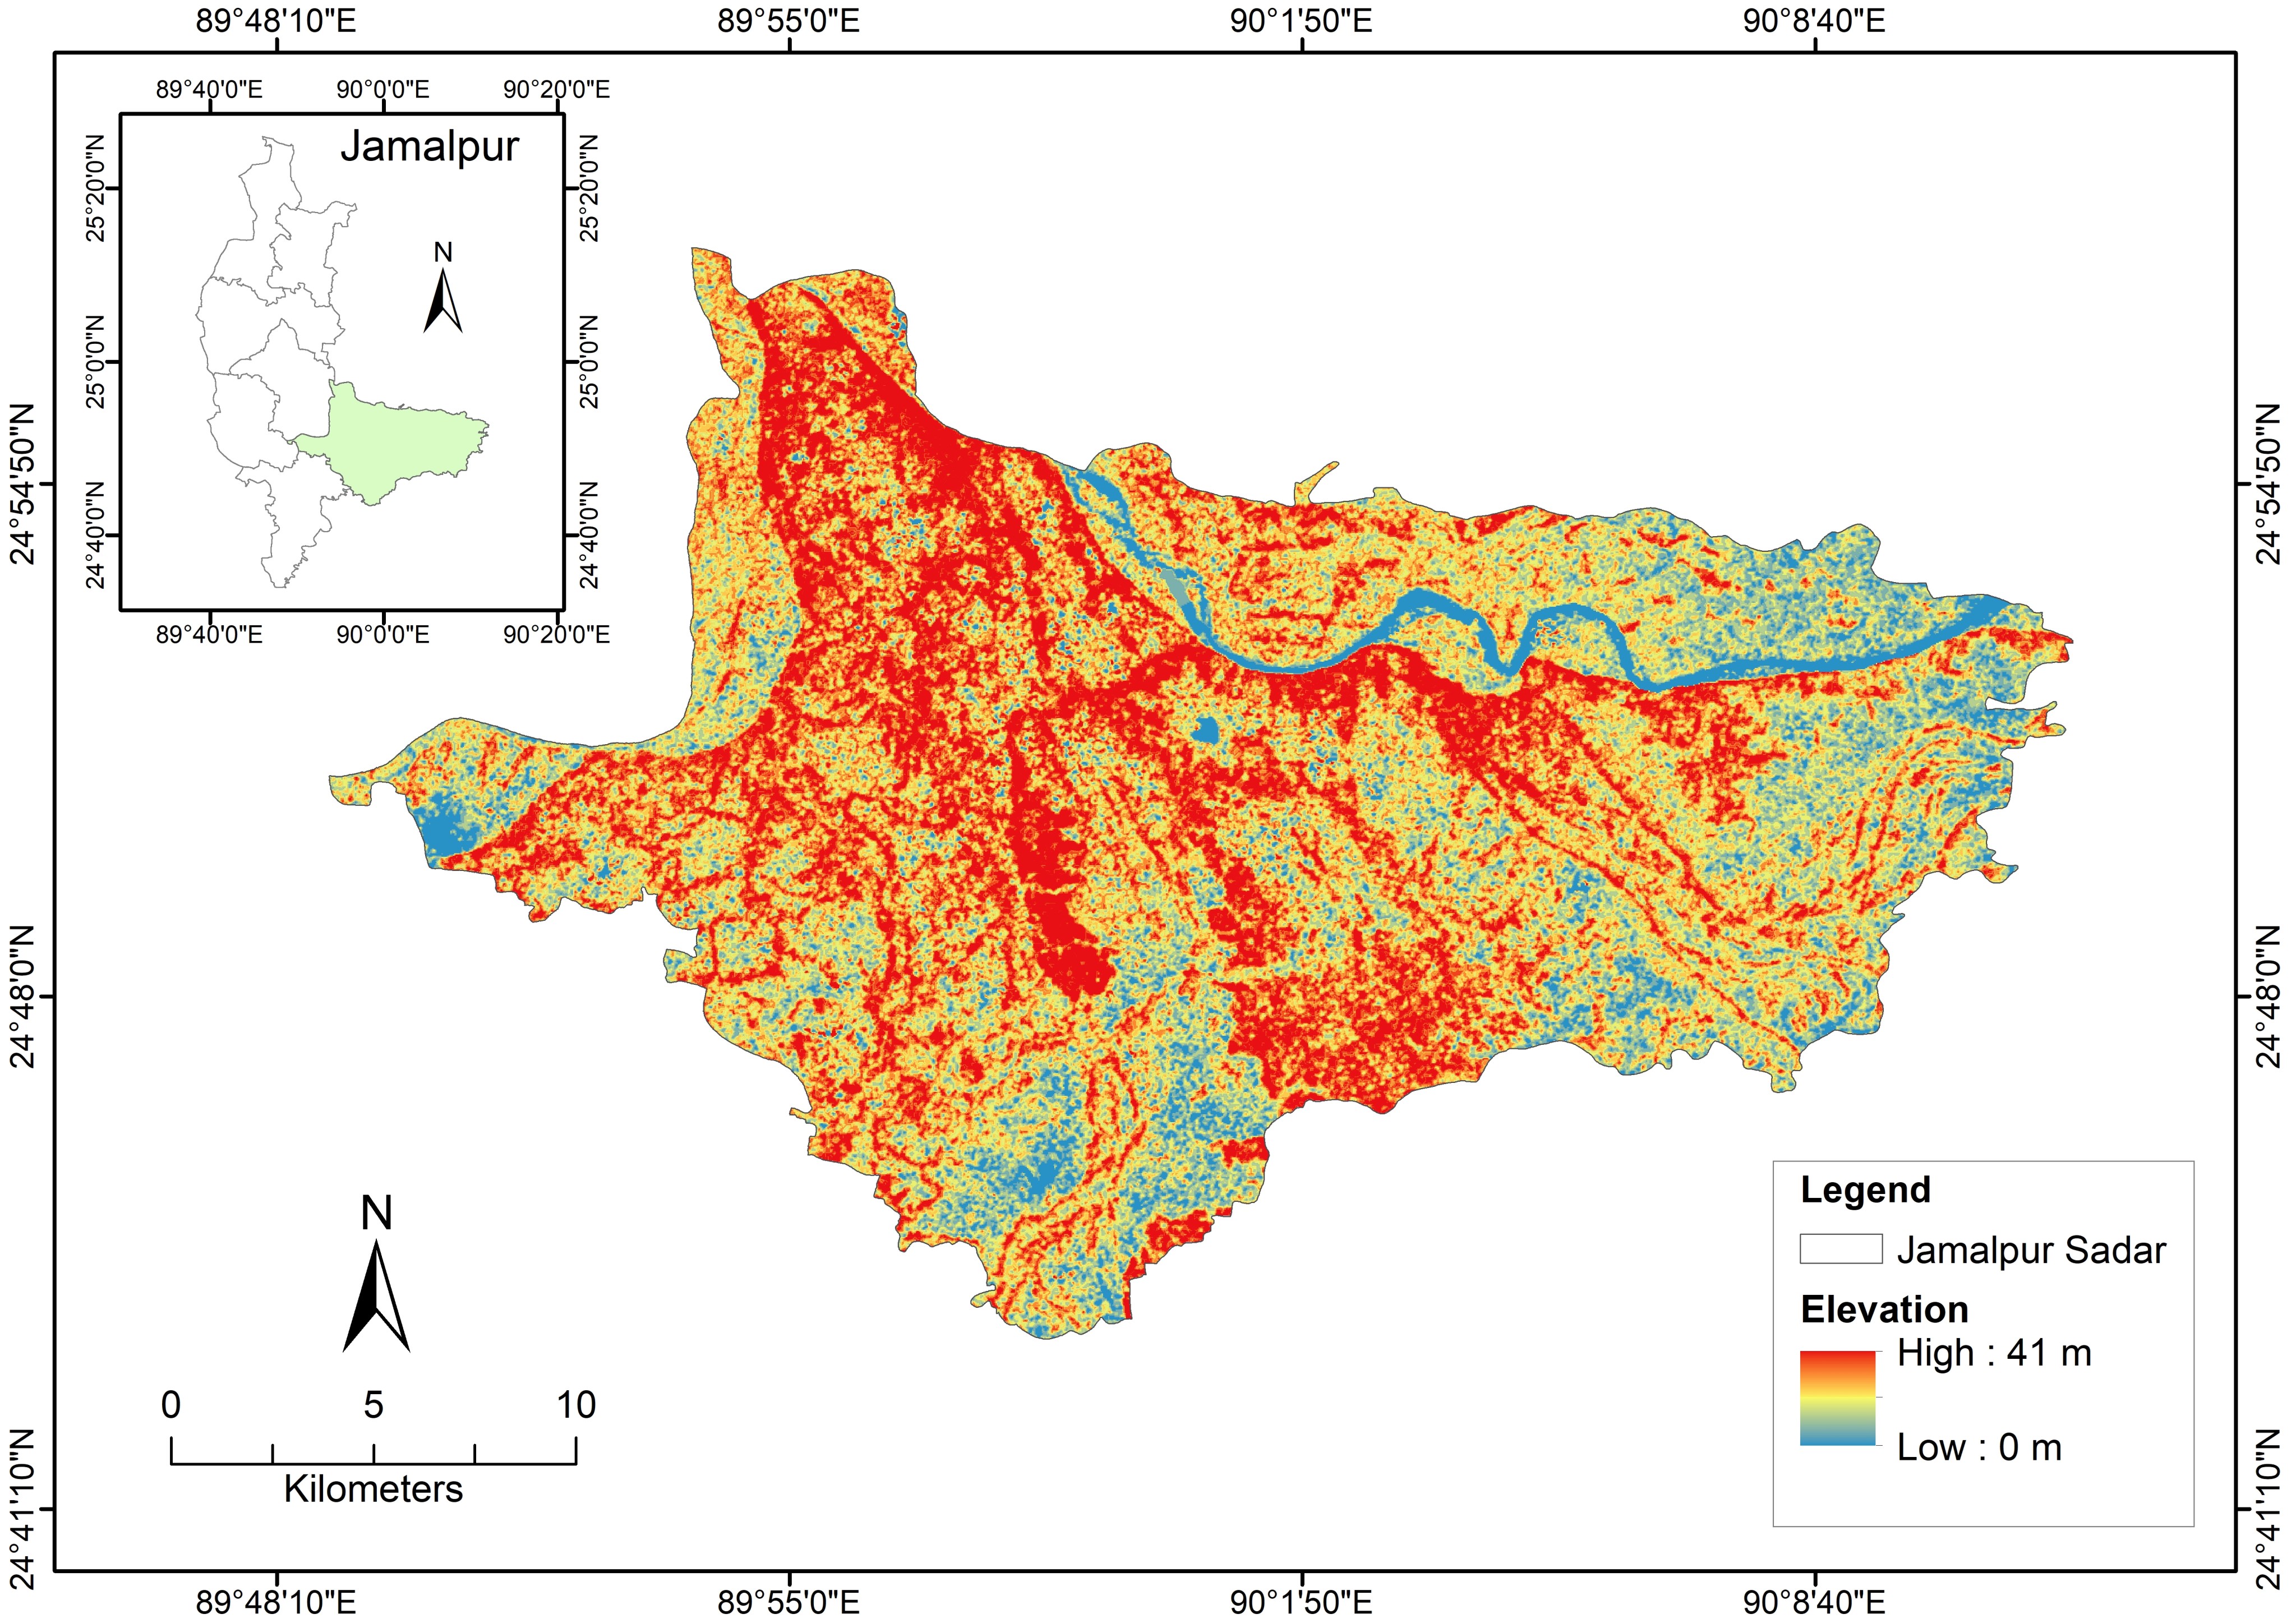 89°48'10"E 89°55'0"E 90°1'50"E 90°8'40"E
89°40'0"E 90°0'0"E 90°20'0"E
Jamalpur
N
25°20'0"N 25°20'0"N
25°0'0"N 25°0'0"N
24°40'0"N 24°40'0"N
89°40'0"E 90°0'0"E 90°20'0"E
24°54'50"N 24°54'50"N
24°48'0"N 24°48'0"N
24°41'10"N 24°41'10"N
N
0 5 10
Kilometers
Legend
Jamalpur Sadar
Elevation
High : 41 m
Low : 0 m
89°48'10"E 89°55'0"E 90°1'50"E 90°8'40"E